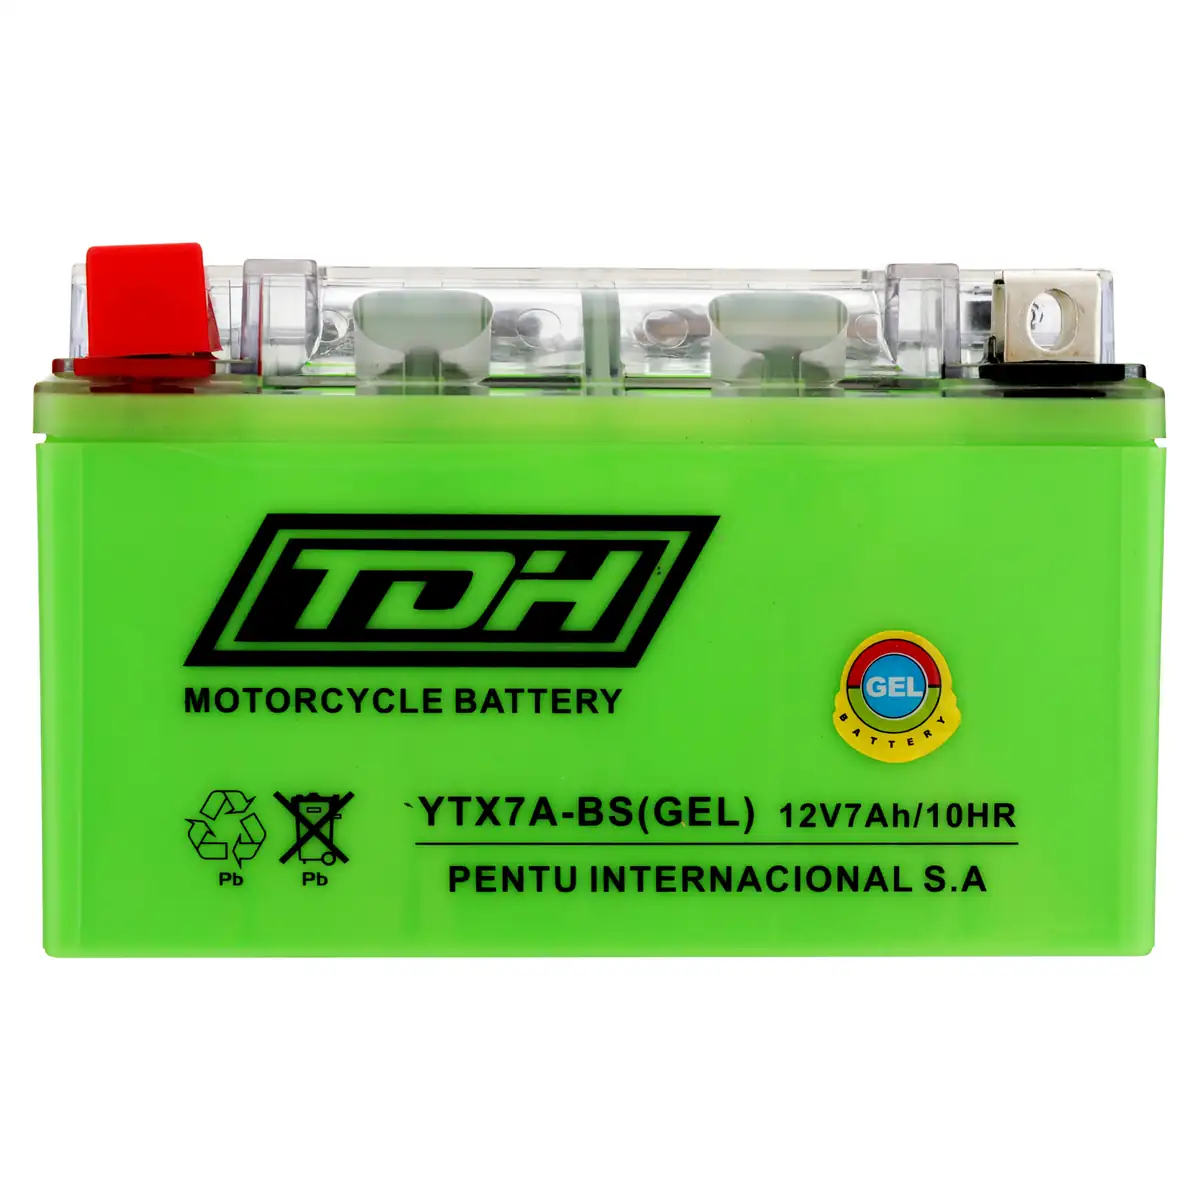 TDH
MOTORCYCLE BATTERY
GEL
BATTERY
YTX7A-BS(GEL) 12V7Ah/10HR
Pb Pb
PENTU INTERNACIONAL S.A